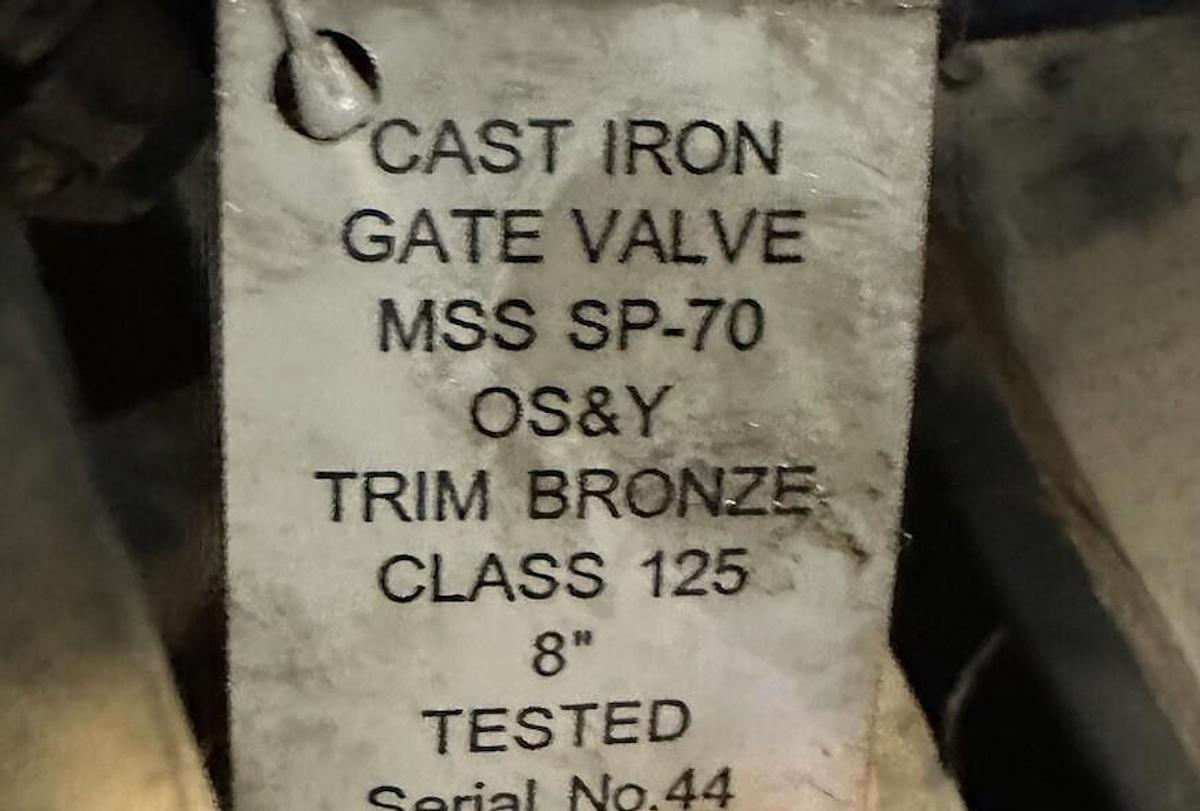 CAST IRON
GATE VALVE
MSS SP-70
OS&Y
TRIM BRONZE
CLASS 125
8"
TESTED
Serial No.44